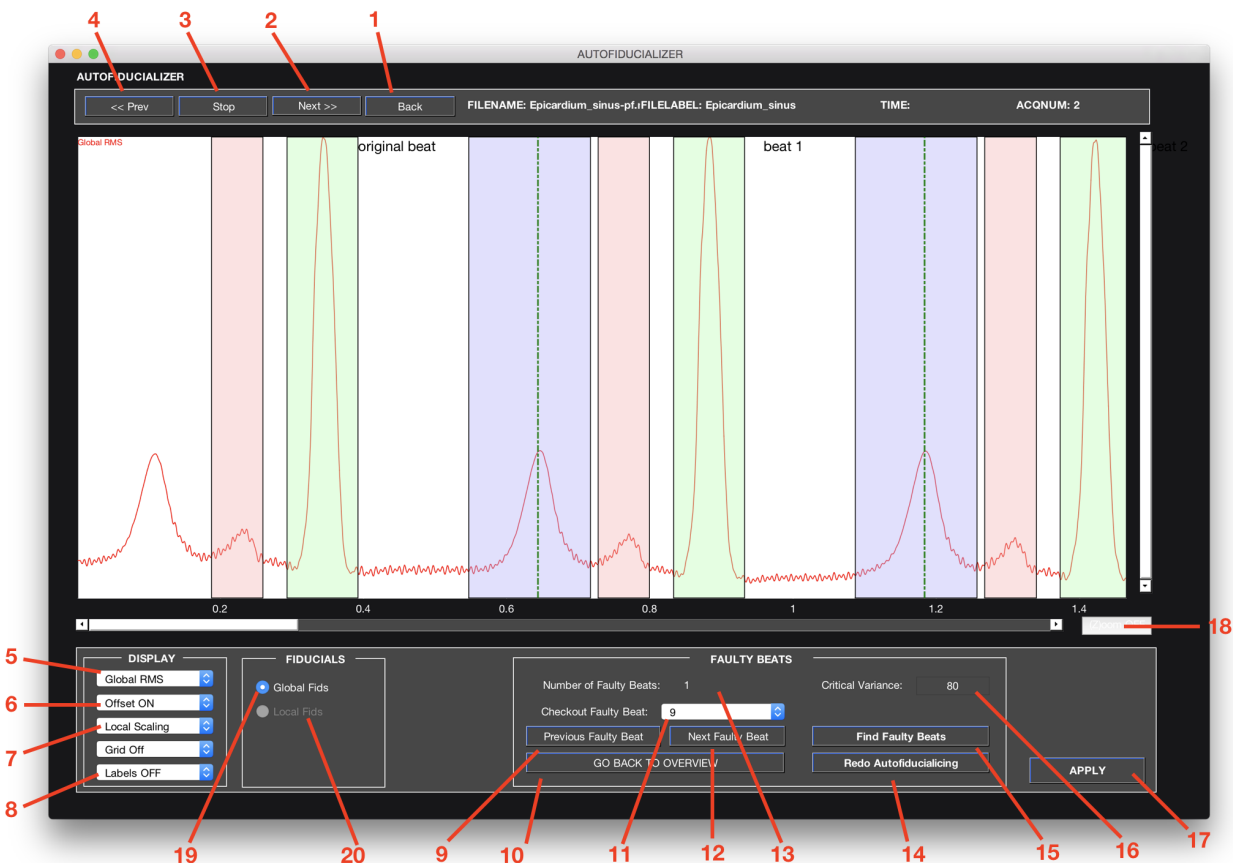 4 3 2 1
AUTOFIDUCIALIZER
AUTOFIDUCIALIZER
<< Prev Stop Next >> Back FILENAME: Epicardium_sinus-pf.ıFILELABEL: Epicardium_sinus TIME: ACQNUM: 2
Global RMS original beat beat 1 beat 2
0.2 0.4 0.6 0.8 1 1.2 1.4
18
DISPLAY FIDUCIALS FAULTY BEATS
5 Global RMS Global Fids Number of Faulty Beats: 1 Critical Variance: 80
6 Offset ON Local Fids Checkout Faulty Beat: 9
7 Local Scaling Previous Faulty Beat Next Faulty Beat Find Faulty Beats
Grid Off GO BACK TO OVERVIEW Redo Autofiducialicing
8 Labels OFF APPLY
19 20 9 10 11 12 13 14 15 16 17